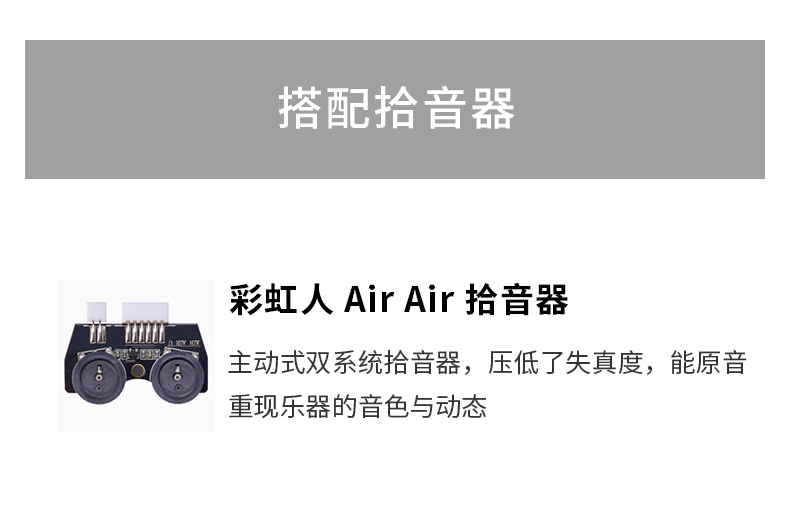 搭配拾音器
彩虹人 Air Air 拾音器
主动式双系统拾音器，压低了失真度，能原音
重现乐器的音色与动态
AIR AIR U